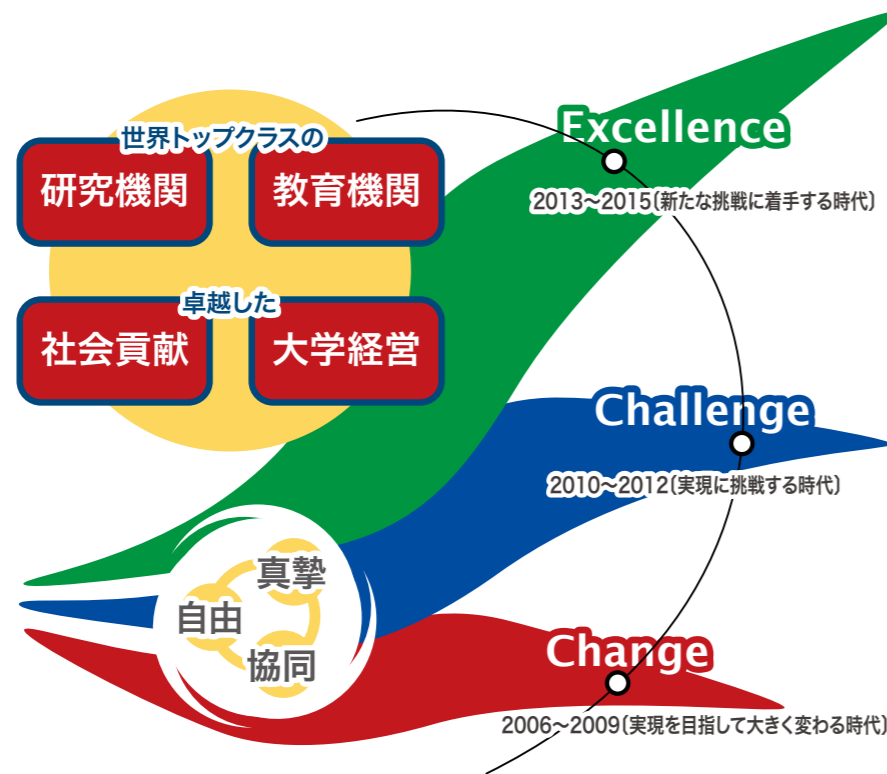 世界トップクラスの
研究機関
教育機関
卓越した
社会貢献
大学経営
Excellence
2013〜2015〔新たな挑戦に着手する時代〕
Challenge
2010〜2012〔実現に挑戦する時代〕
真摯
自由
協同
Change
2006〜2009〔実現を目指して大きく変わる時代〕